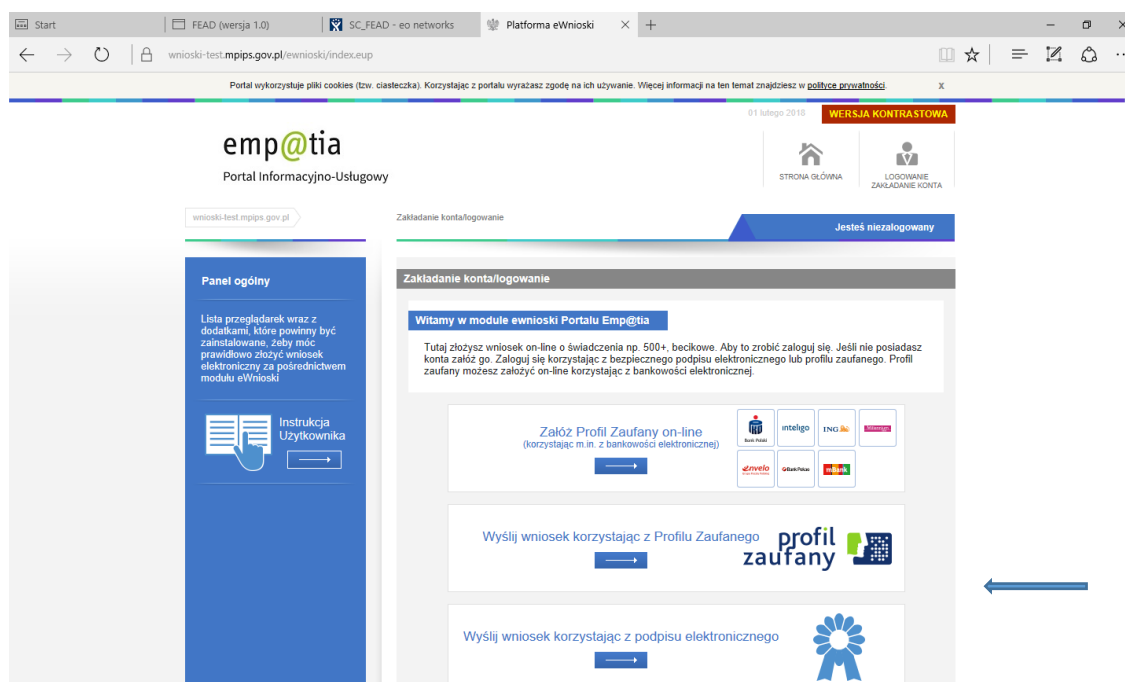 Start
FEAD (wersja 1.0)
SC_FEAD - eo networks
Platforma eWnioski
wnioski-test.mpips.gov.pl/ewnioski/index.eup
Portal wykorzystuje pliki cookies (tzw. ciasteczka). Korzystając z portalu wyrażasz zgodę na ich używanie. Więcej informacji na ten temat znajdziesz w polityce prywatności.
x
01 lutego 2016
WERSJA KONTRASTOWA
emp@tia
Portal Informacyjno-Usługowy
STRONA GŁÓWNA
LOGOWANIE
ZAKŁADANIE KONTA
wnioski-test.mpips.gov.pl
Zakładanie konta/logowanie
Jesteś niezalogowany
Panel ogólny
Lista przeglądarek wraz z
dodatkami, które powinny być
zainstalowane, żeby móc
prawidłowo złożyć wniosek
elektroniczny za pośrednictwem
modułu eWnioski
Instrukcja
Użytkownika
Zakładanie konta/logowanie
Witamy w module ewnioski Portalu Emp@tia
Tutaj złożysz wniosek on-line o świadczenia np. 500+, becikowe. Aby to zrobić zaloguj się. Jeśli nie posiadasz
konta załóż go. Zaloguj się korzystając z bezpiecznego podpisu elektronicznego lub profilu zaufanego. Profil
zaufany możesz założyć on-line korzystając z bankowości elektronicznej.
Załóż Profil Zaufany on-line
(korzystając m.in. z bankowości elektronicznej)
Bank Polski
inteligo
ING
Millennium
envelo
Bank Pekao
mBank
Wyślij wniosek korzystając z Profilu Zaufanego
profil
zaufany
Wyślij wniosek korzystając z podpisu elektronicznego